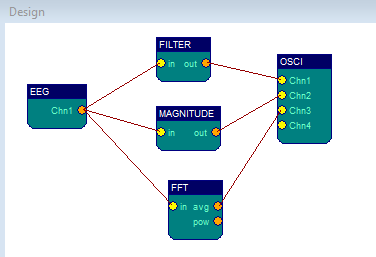 Design
FILTER
in out
OSCI
Chn1
Chn2
Chn3
Chn4
EEG
Chn1
MAGNITUDE
in out
FFT
in avg
pow